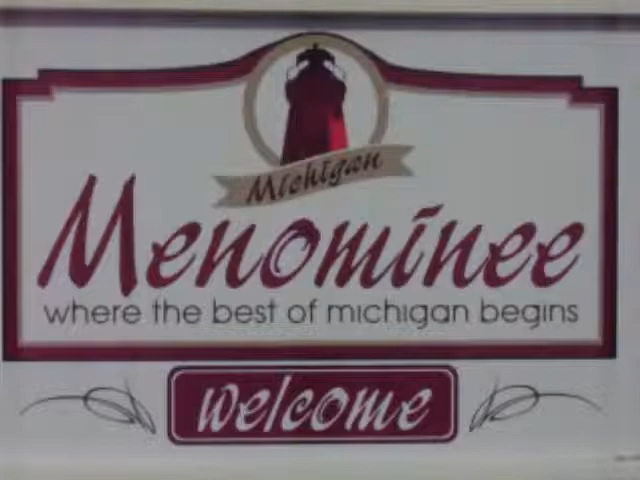 Michigan
Menominee
where the best of michigan begins
welcome